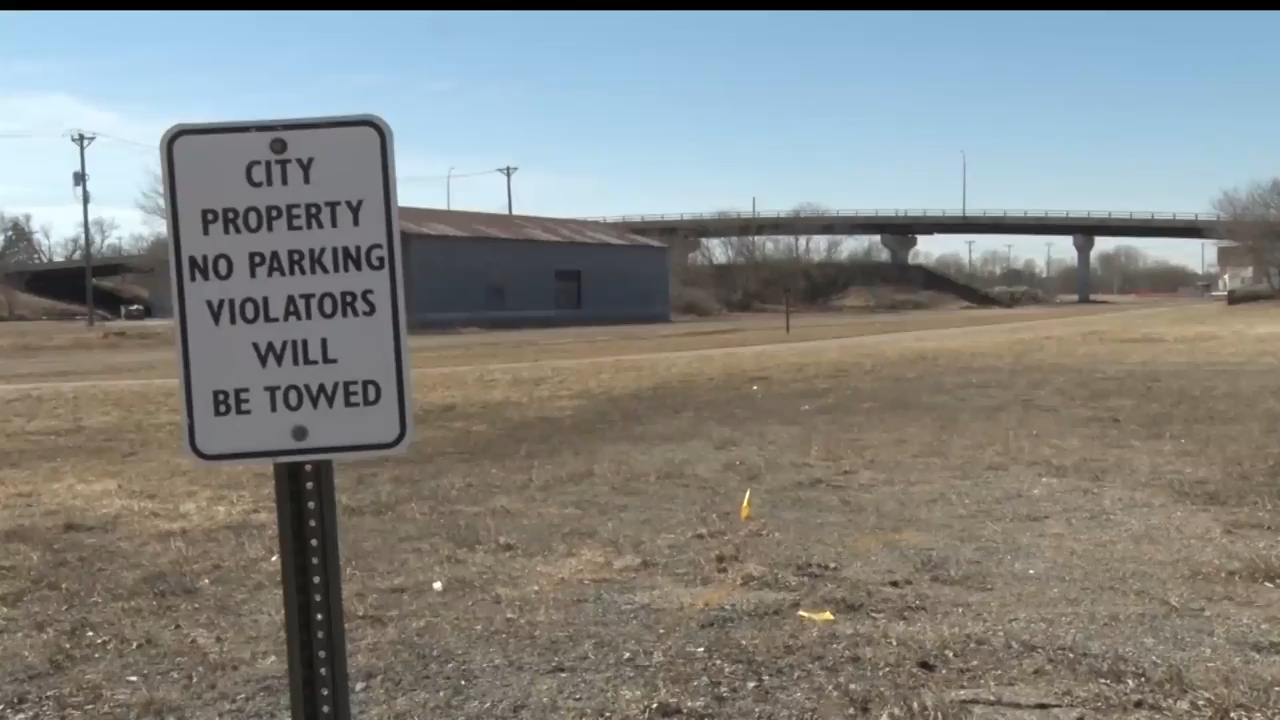 CITY
PROPERTY
NO PARKING
VIOLATORS
WILL
BE TOWED